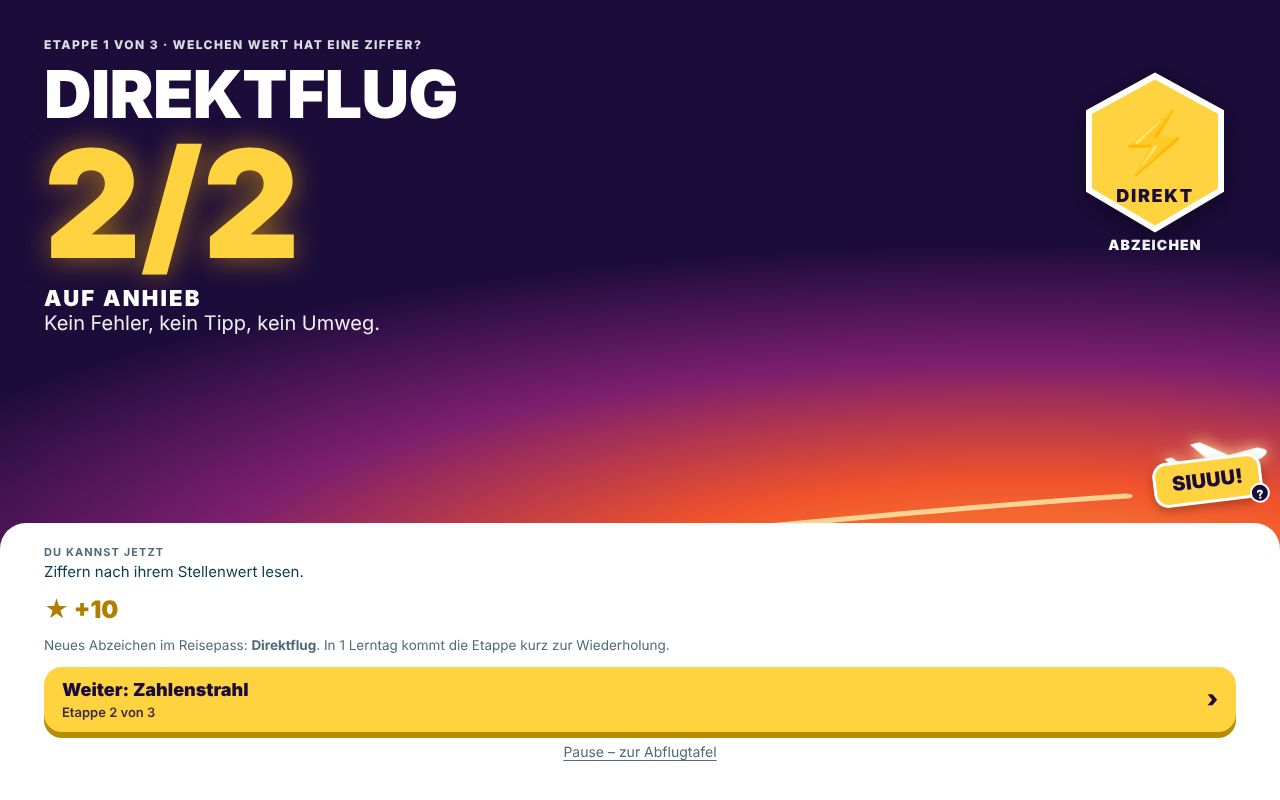 ETAPPE 1 VON 3 · WELCHEN WERT HAT EINE ZIFFER?
DIREKTFLUG
2/2
AUF ANHIEB
Kein Fehler, kein Tipp, kein Umweg.
DIREKT
ABZEICHEN
SIUUU!
?
DU KANNST JETZT
Ziffern nach ihrem Stellenwert lesen.
★ +10
Neues Abzeichen im Reisepass: Direktflug. In 1 Lerntag kommt die Etappe kurz zur Wiederholung.
Weiter: Zahlenstrahl
Etappe 2 von 3
›
Pause – zur Abflugtafel